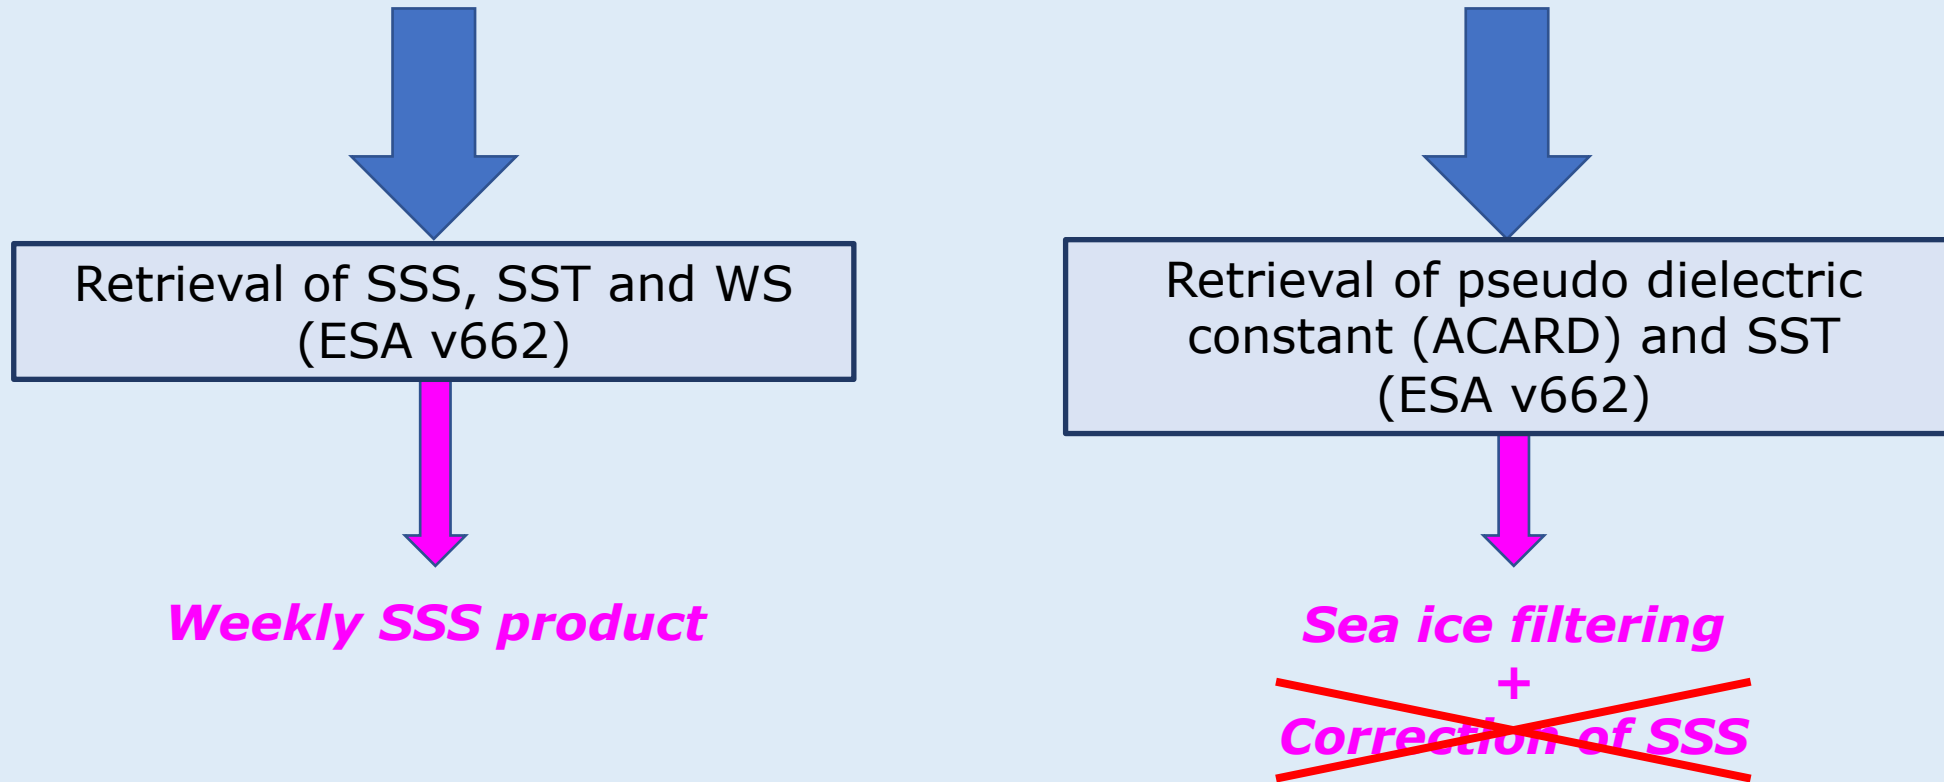 Retrieval of SSS, SST and WS
(ESA v662)
Weekly SSS product
Retrieval of pseudo dielectric
constant (ACARD) and SST
(ESA v662)
Sea ice filtering
+
Correction of SSS